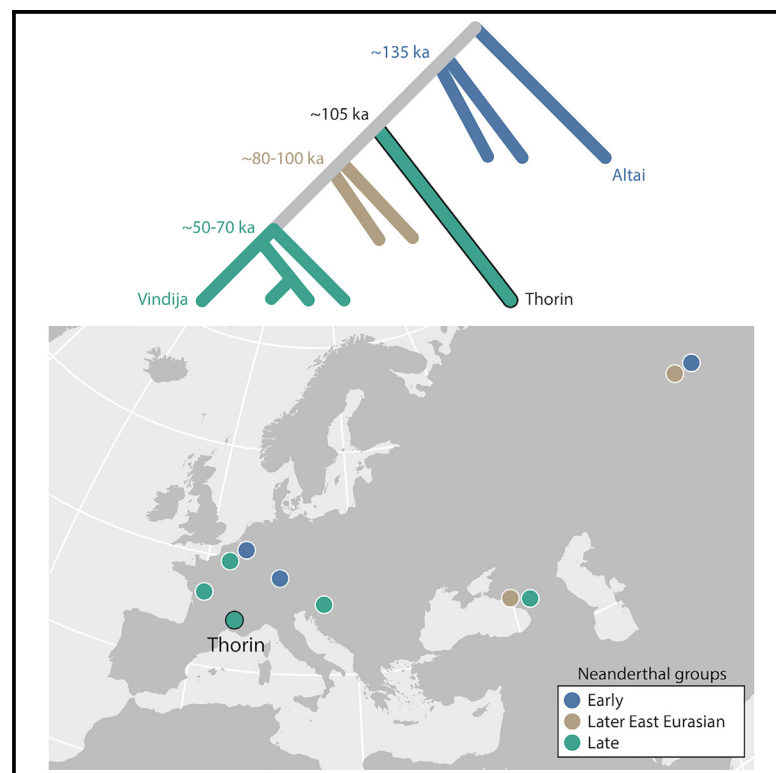 ~135 ka
~105 ka
~80-100 ka
Altai
~50-70 ka
Vindija
Thorin
Thorin
Neanderthal groups
Early
Later East Eurasian
Late